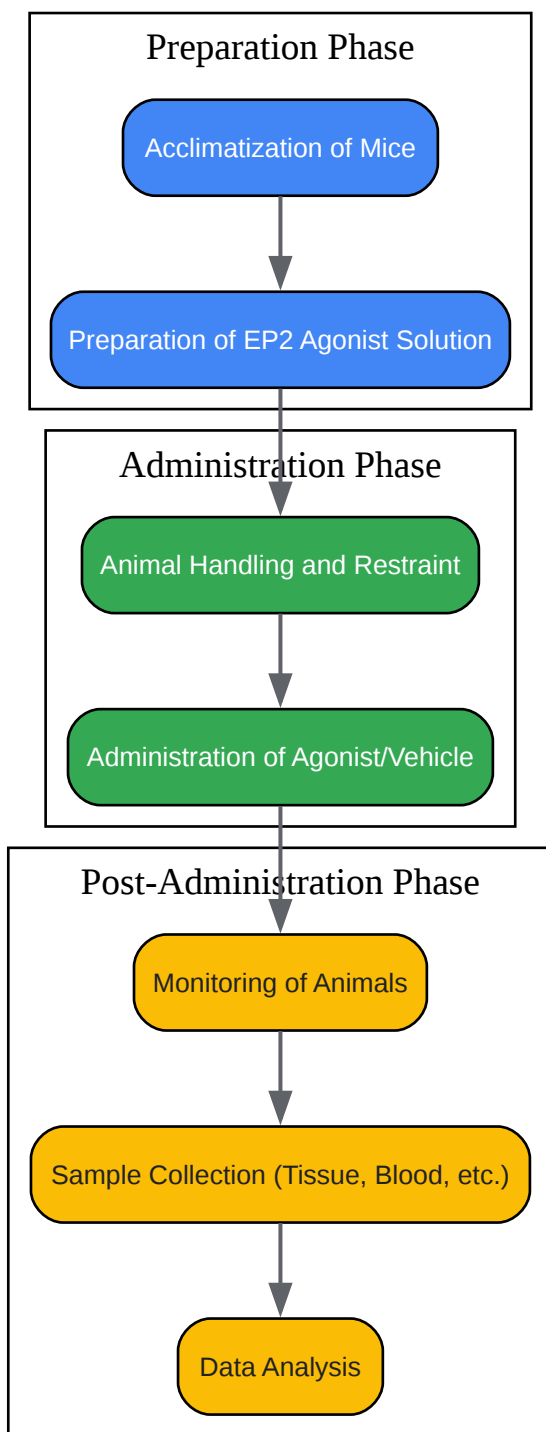 Preparation Phase
Acclimatization of Mice
Preparation of EP2 Agonist Solution
Administration Phase
Animal Handling and Restraint
Administration of Agonist/Vehicle
Post-Administration Phase
Monitoring of Animals
Sample Collection (Tissue, Blood, etc.)
Data Analysis